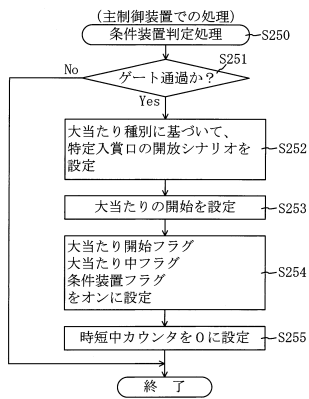 (主制御装置での処理)
条件装置判定処理
S250
S251
No
ゲート通過か?
Yes
大当たり種別に基づいて、
特定入賞口の開放シナリオを
設定
S252
大当たりの開始を設定
S253
大当たり開始フラグ
大当たり中フラグ
条件装置フラグ
をオンに設定
S254
時短中カウンタを0に設定
S255
終 了